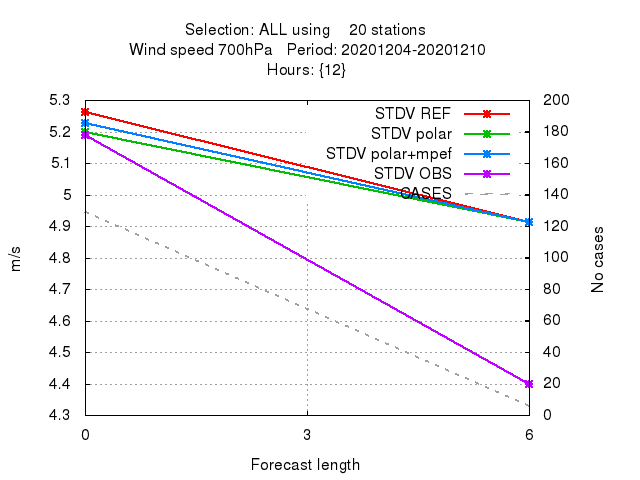 Selection: ALL using 20 stations
Wind speed 700hPa Period: 20201204-20201210
Hours: {12}
5.3
5.2
5.1
5
4.9
4.8
4.7
4.6
4.5
4.4
4.3
m/s
STDV REF
STDV polar
STDV polar+mpef
STDV OBS
CASES
200
180
160
140
120
100
80
60
40
20
0
No cases
0 3 6
Forecast length